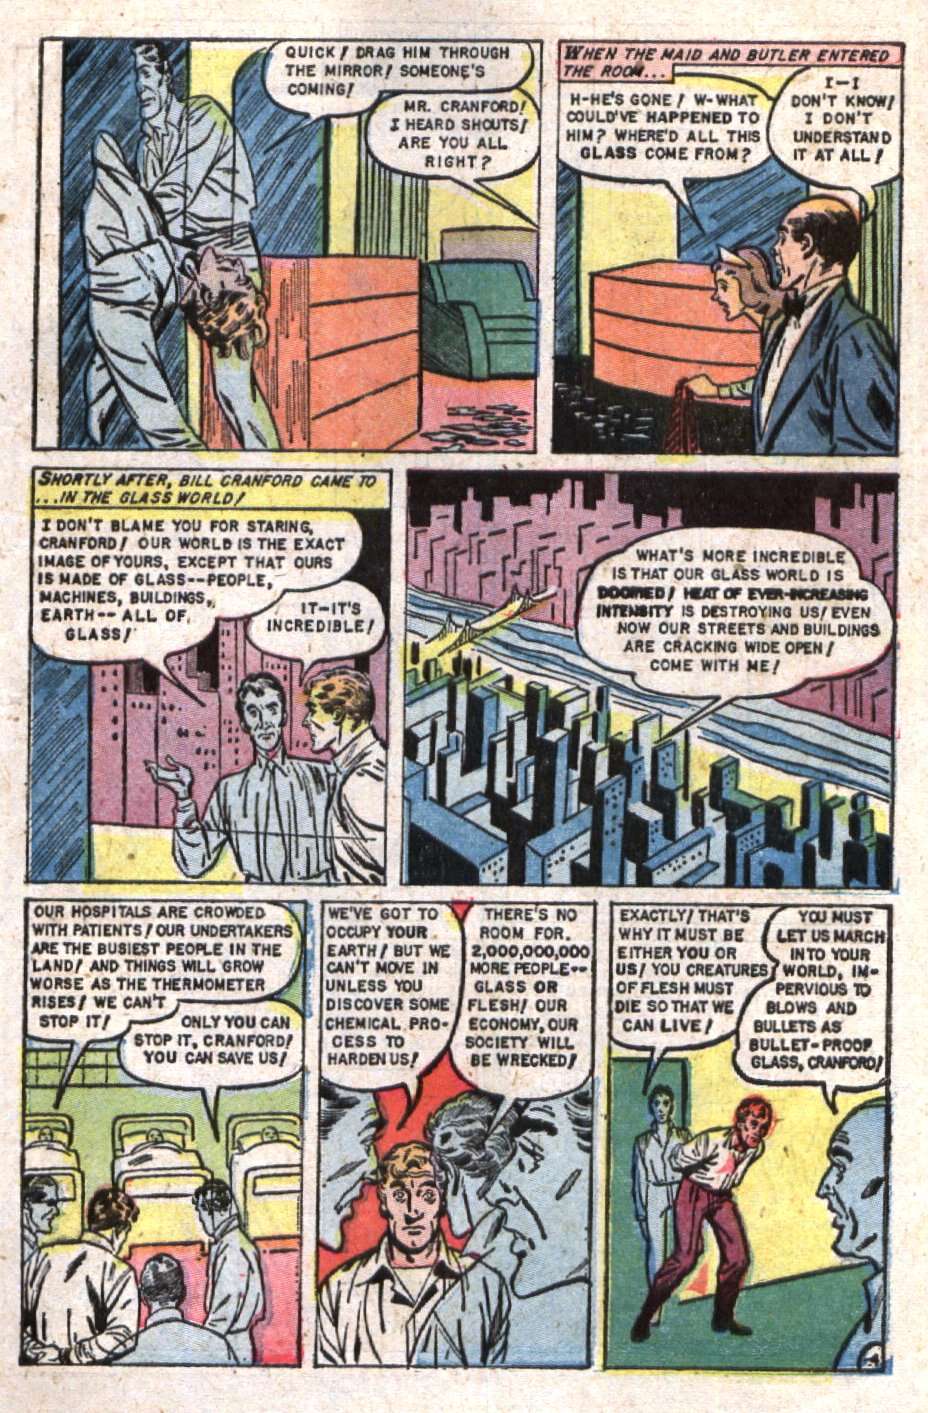 QUICK! DRAG HIM THROUGH
THE MIRROR! SOMEONE'S
COMING!
MR. CRANFORD!
I HEARD SHOUTS!
ARE YOU ALL
RIGHT?
WHEN THE MAID AND BUTLER ENTERED
THE ROOM...
H-HE'S GONE! W-WHAT
COULD'VE HAPPENED TO
HIM? WHERE'D ALL THIS
GLASS COME FROM?
I-I
DON'T KNOW!
I DON'T
UNDERSTAND
IT AT ALL!
SHORTLY AFTER, BILL CRANFORD CAME TO
...IN THE GLASS WORLD!
I DON'T BLAME YOU FOR STARING,
CRANFORD! OUR WORLD IS THE EXACT
IMAGE OF YOURS, EXCEPT THAT OURS
IS MADE OF GLASS--PEOPLE,
MACHINES, BUILDINGS,
EARTH-- ALL OF
GLASS!
IT-IT'S
INCREDIBLE!
WHAT'S MORE INCREDIBLE
IS THAT OUR GLASS WORLD IS
DOOMED! HEAT OF EVER-INCREASING
INTENSITY IS DESTROYING US! EVEN
NOW OUR STREETS AND BUILDINGS
ARE CRACKING WIDE OPEN!
COME WITH ME!
OUR HOSPITALS ARE CROWDED
WITH PATIENTS! OUR UNDERTAKERS
ARE THE BUSIEST PEOPLE IN THE
LAND! AND THINGS WILL GROW
WORSE AS THE THERMOMETER
RISES! WE CAN'T
STOP IT!
ONLY YOU CAN
STOP IT, CRANFORD!
YOU CAN SAVE US!
WE'VE GOT TO
OCCUPY YOUR
EARTH! BUT WE
CAN'T MOVE IN
UNLESS YOU
DISCOVER SOME
CHEMICAL PRO-
CESS TO
HARDEN US!
THERE'S NO
ROOM FOR
2,000,000,000
MORE PEOPLE--
GLASS OR
FLESH! OUR
ECONOMY, OUR
SOCIETY WILL
BE WRECKED!
EXACTLY! THAT'S
WHY IT MUST BE
EITHER YOU OR
US! YOU CREATURES
OF FLESH MUST
DIE SO THAT WE
CAN LIVE!
YOU MUST
LET US MARCH
INTO YOUR
WORLD, IM-
PERVIOUS TO
BLOWS AND
BULLETS AS
BULLET-PROOF
GLASS, CRANFORD!
4